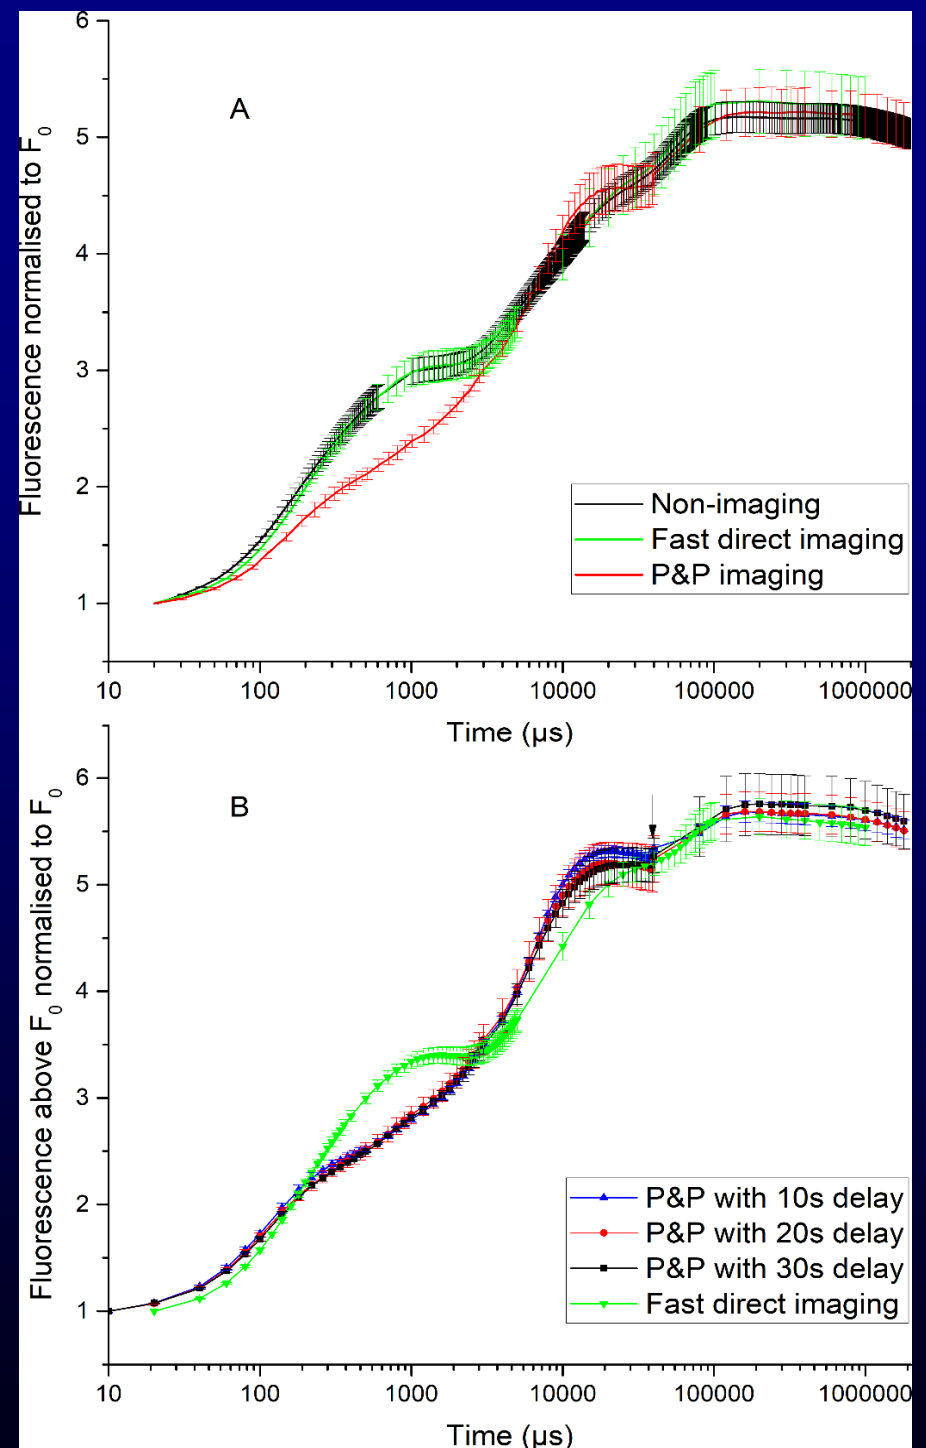 6
5
4
3
2
1
Fluorescence normalised to F0
A
Non-imaging
Fast direct imaging
P&P imaging
10 100 1000 10000 100000 1000000
Time (µs)
6
5
4
3
2
1
Fluorescence above F0 normalised to F0
B
P&P with 10s delay
P&P with 20s delay
P&P with 30s delay
Fast direct imaging
10 100 1000 10000 100000 1000000
Time (µs)